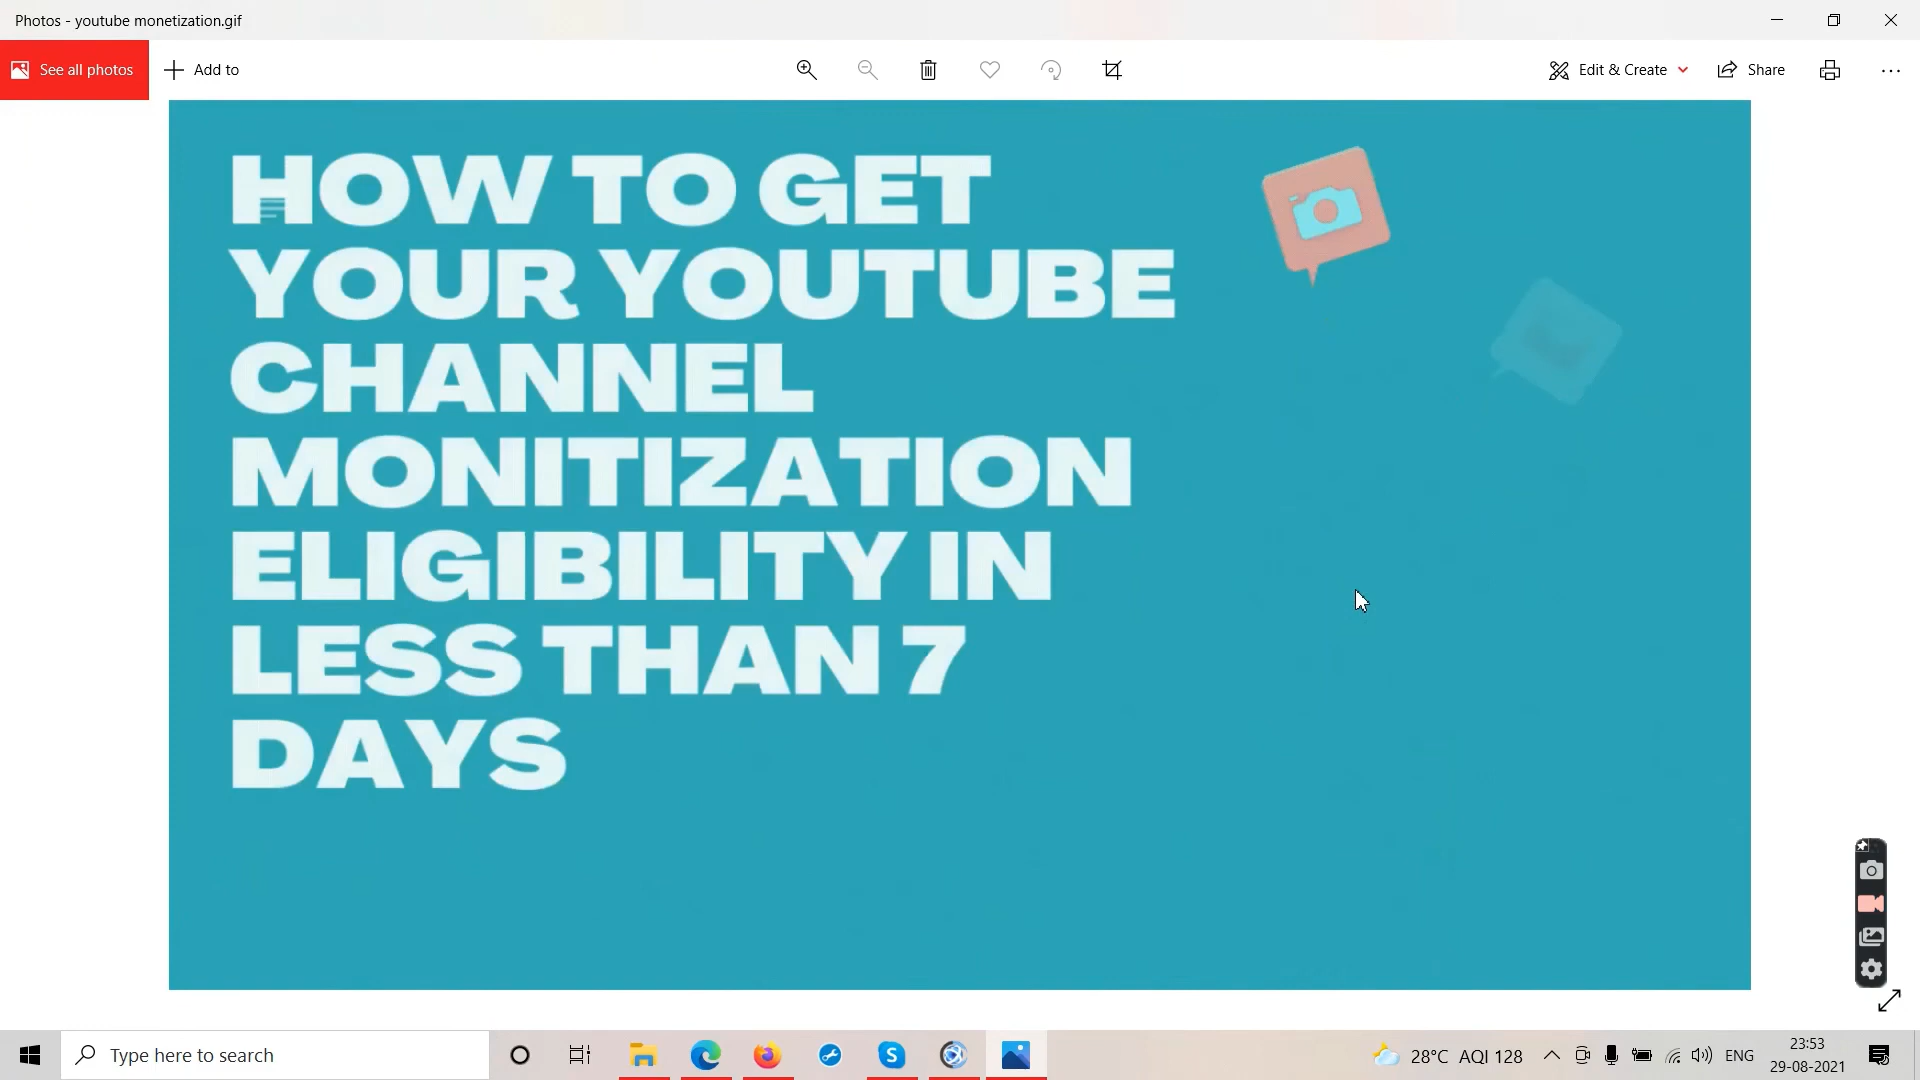 Photos - youtube monetization.gif
See all photos
Add to
Edit & Create
Share
HOW TO GET
YOUR YOUTUBE
CHANNEL
MONITIZATION
ELIGIBILITY IN
LESS THAN 7
DAYS
Type here to search
28°C AQI 128
ENG
23:53
29-08-2021